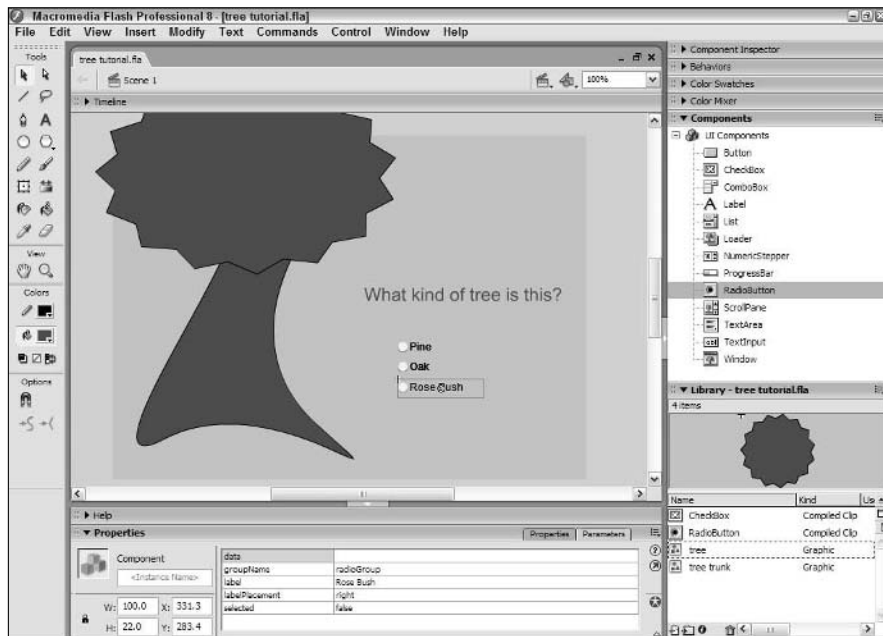 Macromedia Flash Professional 8 - [tree tutorial.fla]
File Edit View Insert Modify Text Commands Control Window Help
Tools
View
Colors
Options
tree tutorial.fla
Scene 1
100%
Timeline
What kind of tree is this?
Pine
Oak
Rose Bush
Help
Properties
Properties Parameters
Component
<Instance Name>
W: 100.0 X: 331.3
H: 22.0 Y: 283.4
data
groupName radioGroup
label Rose Bush
labelPlacement right
selected false
Component Inspector
Behaviors
Color Swatches
Color Mixer
Components
UI Components
Button
CheckBox
ComboBox
Label
List
Loader
NumericStepper
ProgressBar
RadioButton
ScrollPane
TextArea
TextInput
Window
Library - tree tutorial.fla
4 items
Name Kind Us
CheckBox Compiled Clip
RadioButton Compiled Clip
tree Graphic
tree trunk Graphic